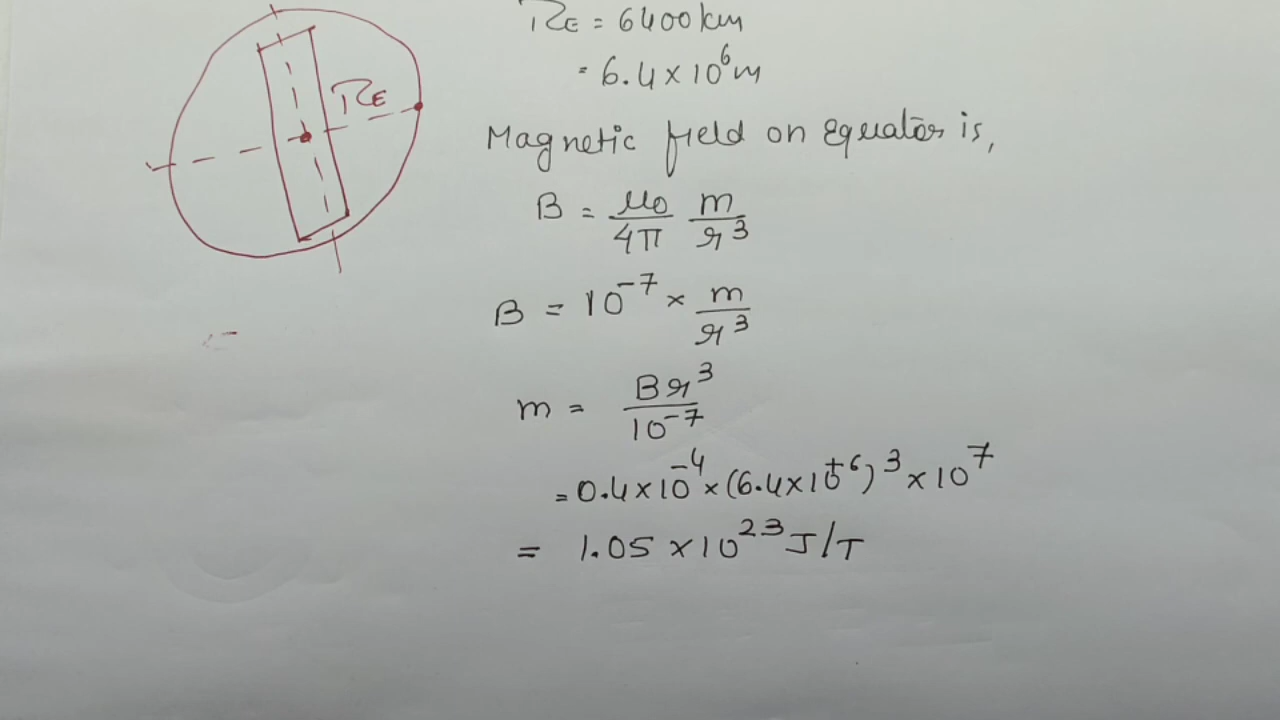 RE = 6400 km
= 6.4 × 10⁶ m
RE
Magnetic field on Equator is,
B = μ₀/4π m/r³
B = 10⁻⁷ × m/r³
m = Br³/10⁻⁷
= 0.4 × 10⁻⁴ × (6.4 × 10⁺⁶)³ × 10⁷
= 1.05 × 10²³ J/T